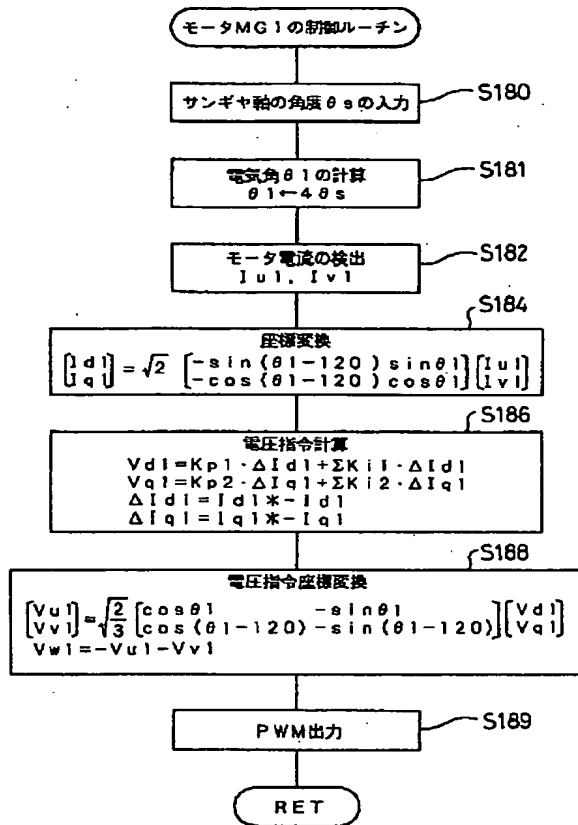 モータMG1の制御ルーチン
S180
サンギヤ軸の角度θsの入力
S181
電気角θ1の計算
θ1←4θs
S182
モータ電流の検出
Iu1, Iv1
S184
座標変換
[Id1] = √2 [-sin(θ1-120) sinθ1][Iu1]
[Iq1] [-cos(θ1-120) cosθ1][Iv1]
S186
電圧指令計算
Vd1=Kp1・ΔId1+ΣKi1・ΔId1
Vq1=Kp2・ΔIq1+ΣKi2・ΔIq1
ΔId1=Id1*-Id1
ΔIq1=Iq1*-Iq1
S188
電圧指令座標変換
[Vu1] = √2/3 [cosθ1 -sinθ1][Vd1]
[Vv1] [cos(θ1-120) -sin(θ1-120)][Vq1]
Vw1=-Vu1-Vv1
S189
PWM出力
RET